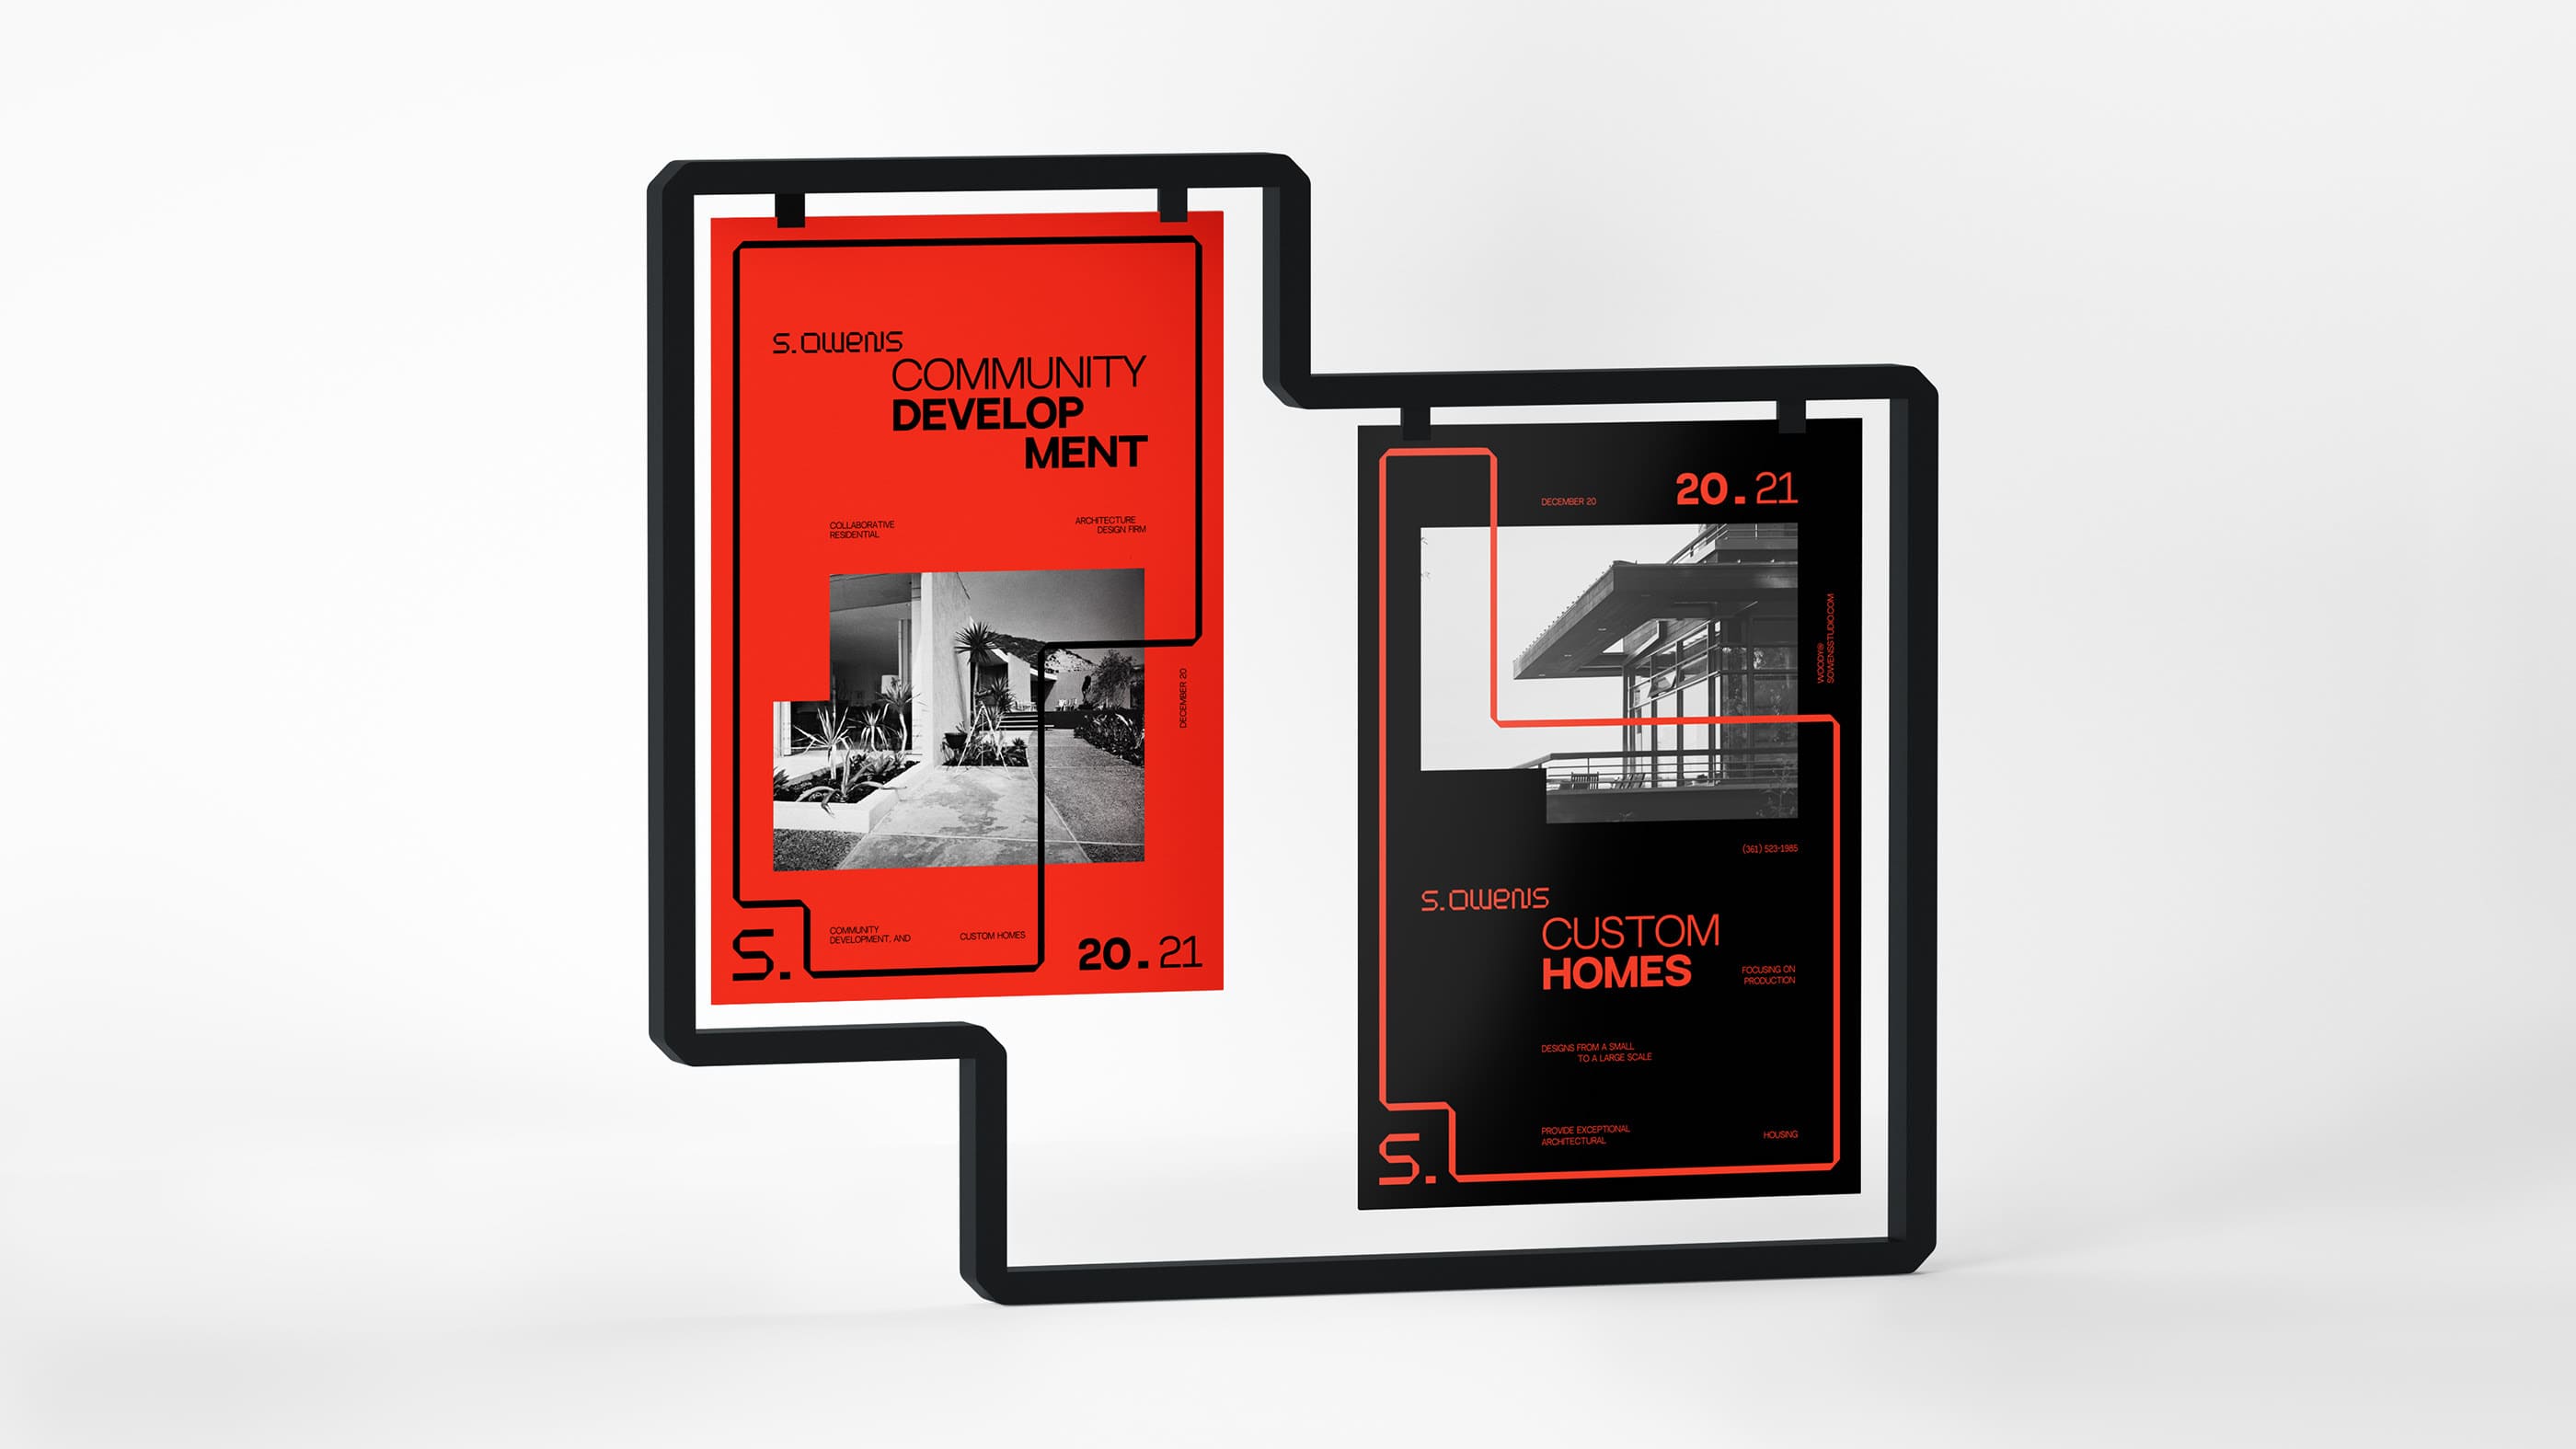 S.OWENS
COMMUNITY
DEVELOP
MENT
COLLABORATIVE
RESIDENTIAL
ARCHITECTURE
DESIGN FIRM
DECEMBER 20
COMMUNITY
DEVELOPMENT, AND
CUSTOM HOMES
S.
20.21
DECEMBER 20
20.21
WOODY@
SOWENSSTUDIO.COM
(361) 523-1985
S.OWENS
CUSTOM
HOMES
FOCUSING ON
PRODUCTION
DESIGNS FROM A SMALL
TO A LARGE SCALE
PROVIDE EXCEPTIONAL
ARCHITECTURAL
HOUSING
S.